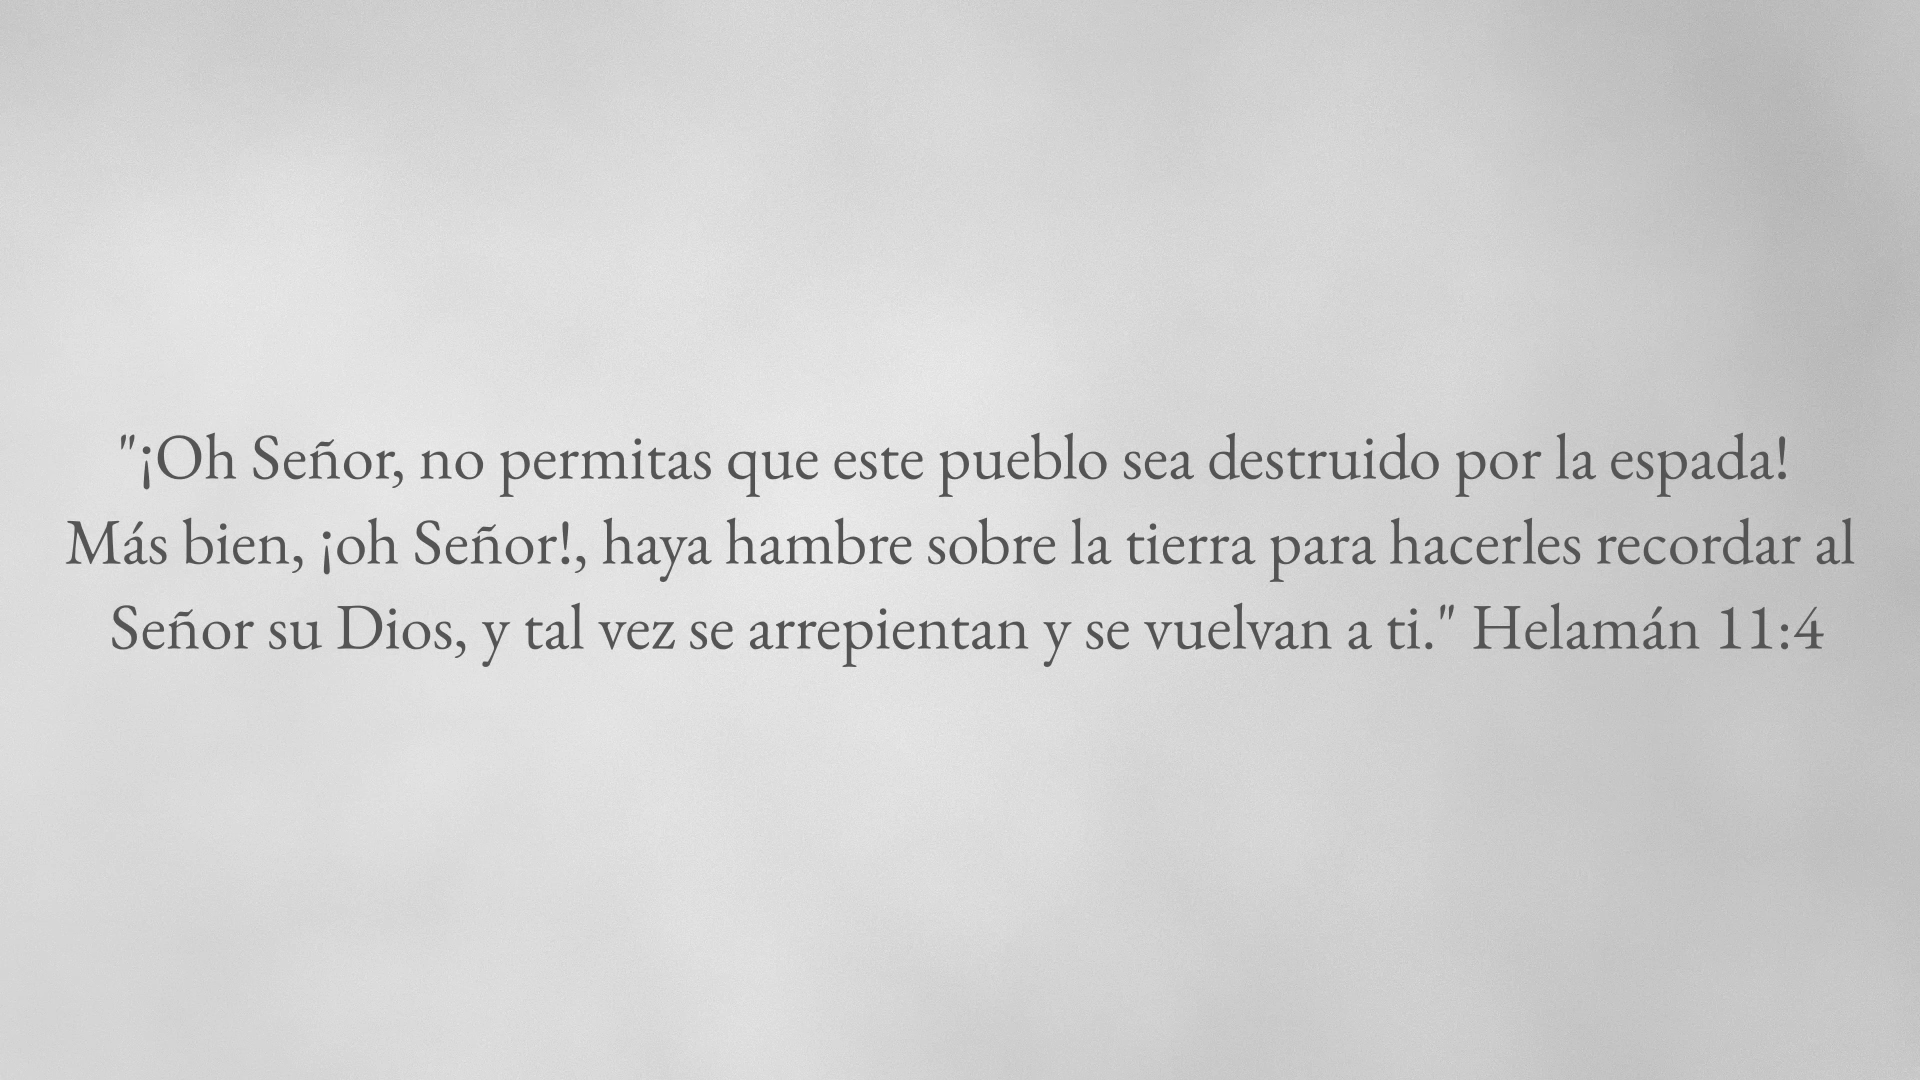 "¡Oh Señor, no permitas que este pueblo sea destruido por la espada!
Más bien, ¡oh Señor!, haya hambre sobre la tierra para hacerles recordar al
Señor su Dios, y tal vez se arrepientan y se vuelvan a ti." Helamán 11:4